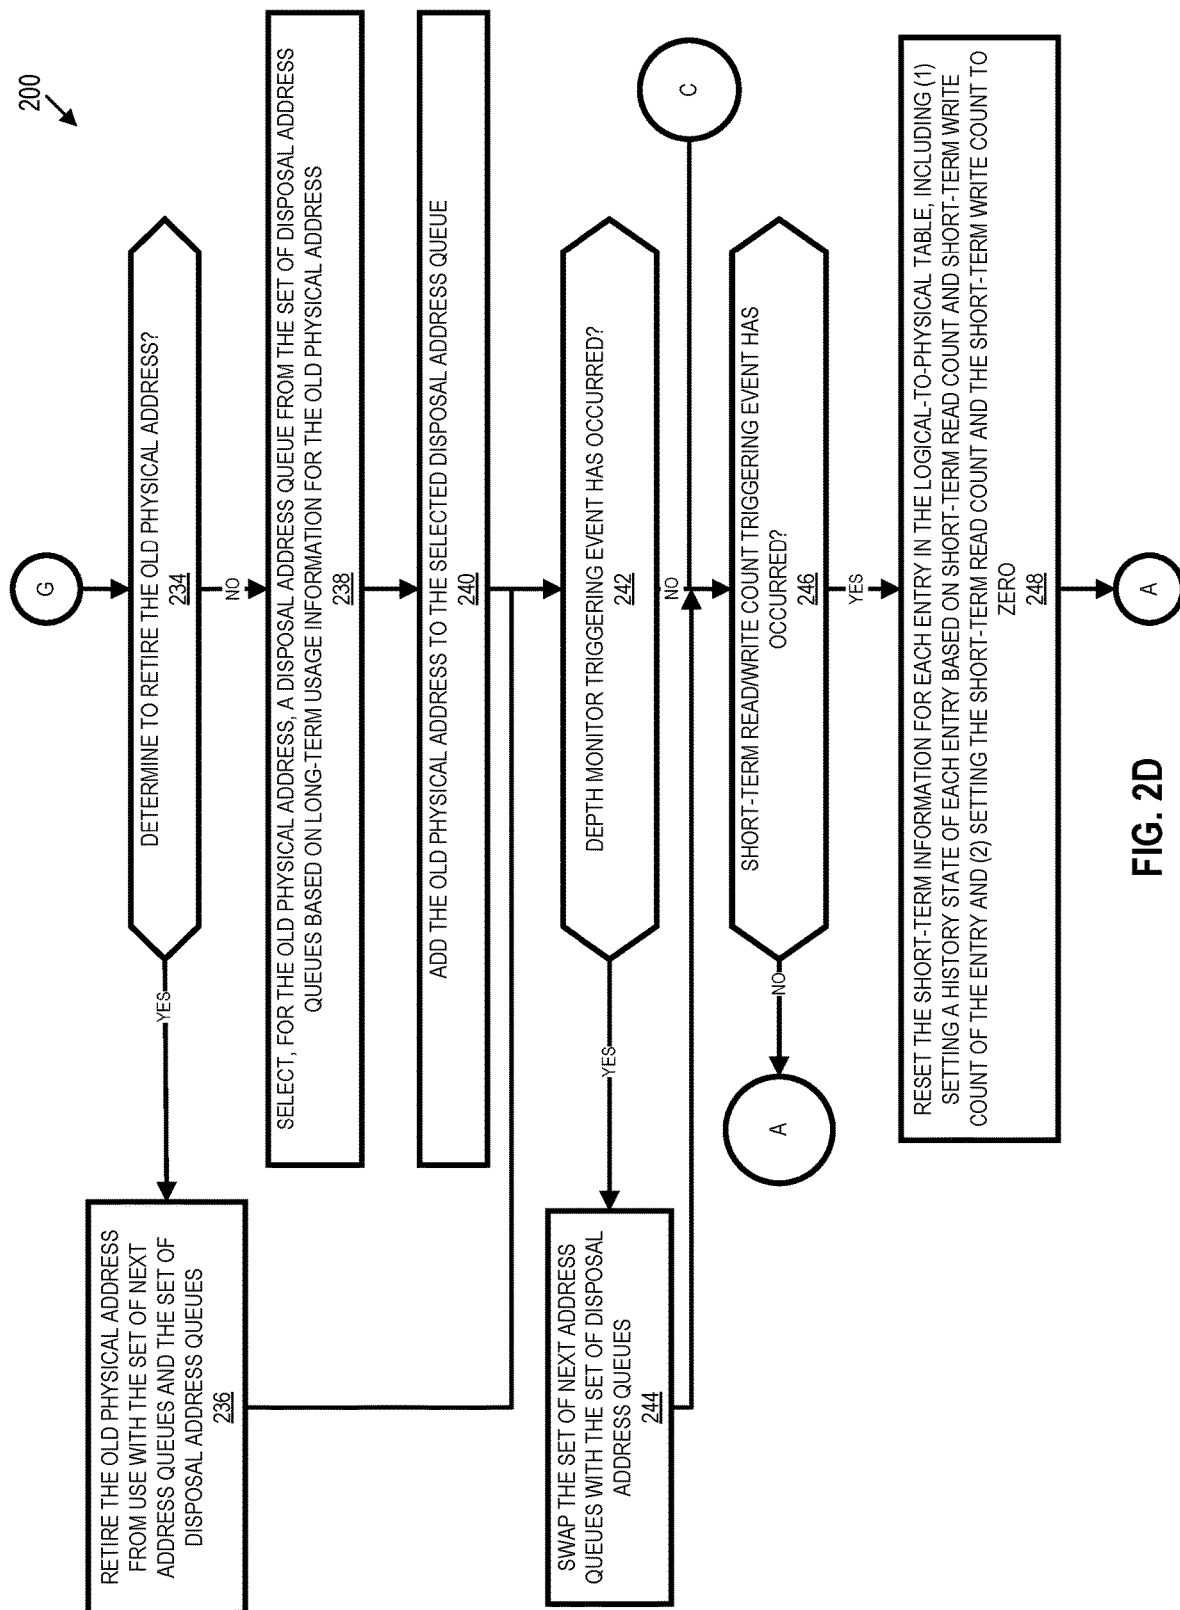 200
G
DETERMINE TO RETIRE THE OLD PHYSICAL ADDRESS?
234
YES
NO
RETIRE THE OLD PHYSICAL ADDRESS
FROM USE WITH THE SET OF NEXT
ADDRESS QUEUES AND THE SET OF
DISPOSAL ADDRESS QUEUES
236
SELECT, FOR THE OLD PHYSICAL ADDRESS, A DISPOSAL ADDRESS QUEUE FROM THE SET OF DISPOSAL ADDRESS
QUEUES BASED ON LONG-TERM USAGE INFORMATION FOR THE OLD PHYSICAL ADDRESS
238
ADD THE OLD PHYSICAL ADDRESS TO THE SELECTED DISPOSAL ADDRESS QUEUE
240
DEPTH MONITOR TRIGGERING EVENT HAS OCCURRED?
242
YES
NO
SWAP THE SET OF NEXT ADDRESS
QUEUES WITH THE SET OF DISPOSAL
ADDRESS QUEUES
244
C
SHORT-TERM READ/WRITE COUNT TRIGGERING EVENT HAS
OCCURRED?
246
NO
A
YES
RESET THE SHORT-TERM INFORMATION FOR EACH ENTRY IN THE LOGICAL-TO-PHYSICAL TABLE, INCLUDING (1)
SETTING A HISTORY STATE OF EACH ENTRY BASED ON SHORT-TERM READ COUNT AND SHORT-TERM WRITE
COUNT OF THE ENTRY AND (2) SETTING THE SHORT-TERM READ COUNT AND THE SHORT-TERM WRITE COUNT TO
ZERO
248
A
FIG. 2D